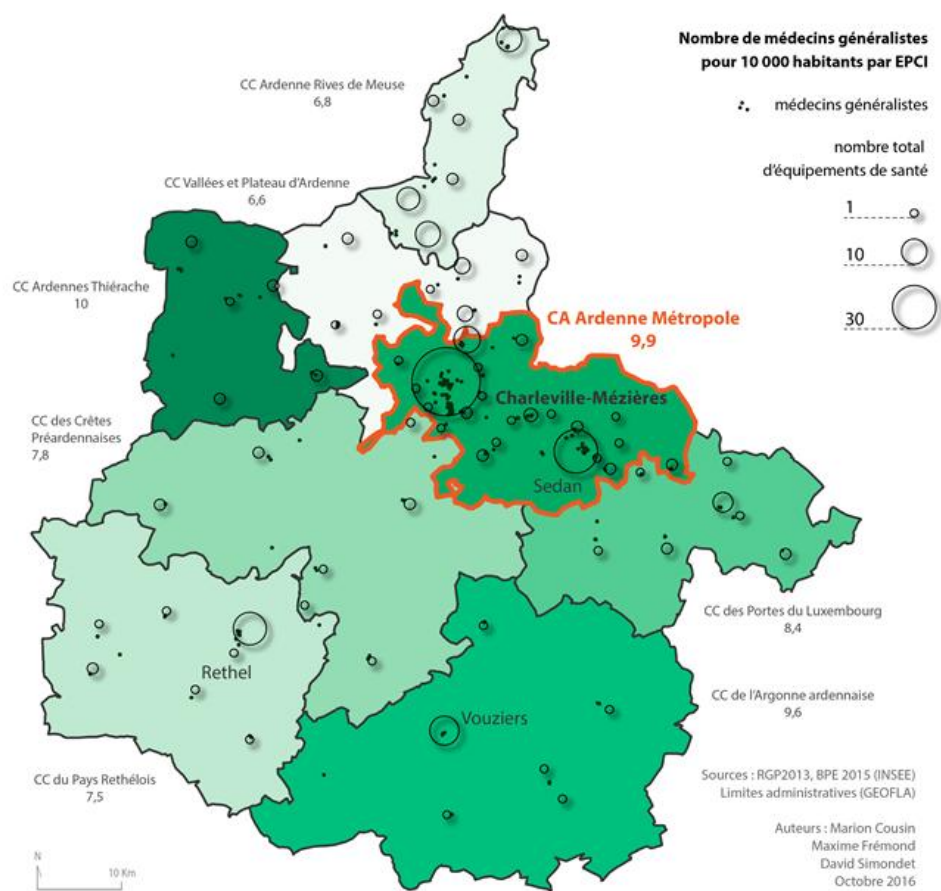 Nombre de médecins généralistes
pour 10 000 habitants par EPCI
médecins généralistes
nombre total
d'équipements de santé
1
10
30
CC Ardenne Rives de Meuse
6,8
CC Vallées et Plateau d'Ardenne
6,6
CC Ardennes Thiérache
10
CA Ardenne Métropole
9,9
Charleville-Mézières
CC des Crêtes
Préardennaises
7,8
Sedan
CC des Portes du Luxembourg
8,4
Rethel
CC de l'Argonne ardennaise
9,6
Vouziers
CC du Pays Rethélois
7,5
Sources : RGP2013, BPE 2015 (INSEE)
Limites administratives (GEOFLA)
Auteurs : Marion Cousin
Maxime Frémond
David Simondet
Octobre 2016
N
10 Km